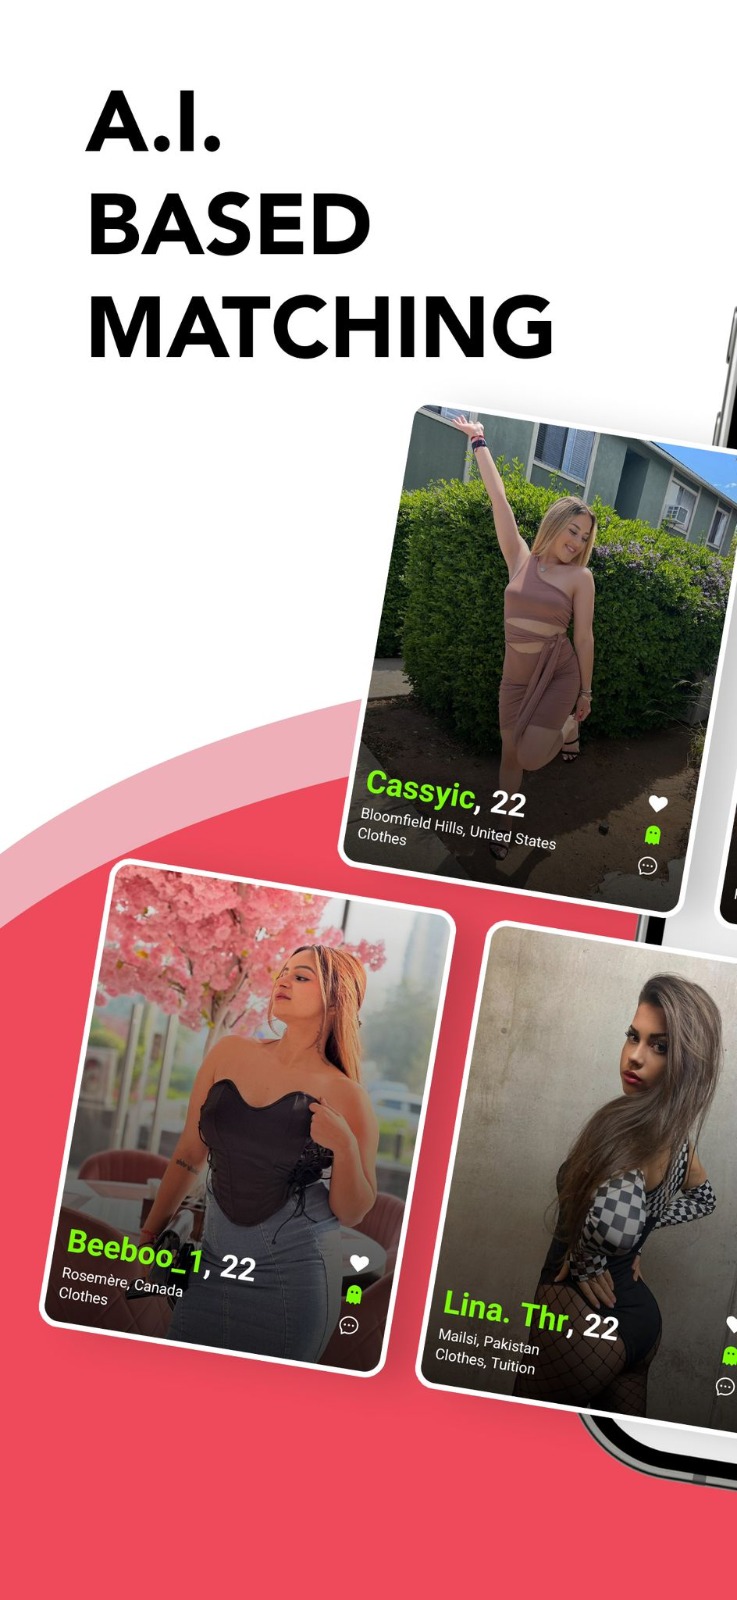 A.I.
BASED
MATCHING
Cassyic, 22
Bloomfield Hills, United States
Clothes
Beeboo_1, 22
Rosemère, Canada
Clothes
Lina. Thr, 22
Mailsi, Pakistan
Clothes, Tuition